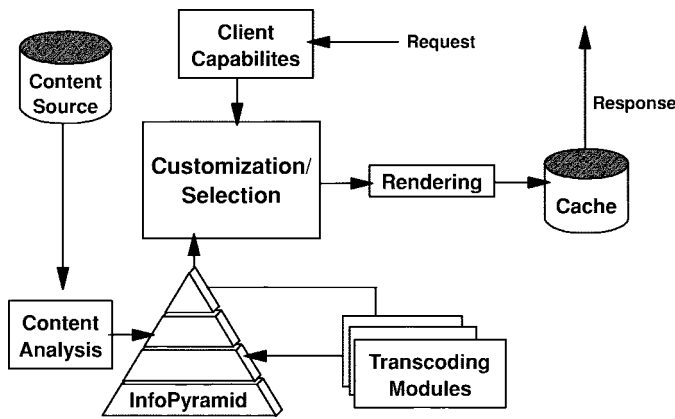 Client
Capabilites
Request
Content
Source
Response
Customization/
Selection
Rendering
Cache
Content
Analysis
InfoPyramid
Transcoding
Modules